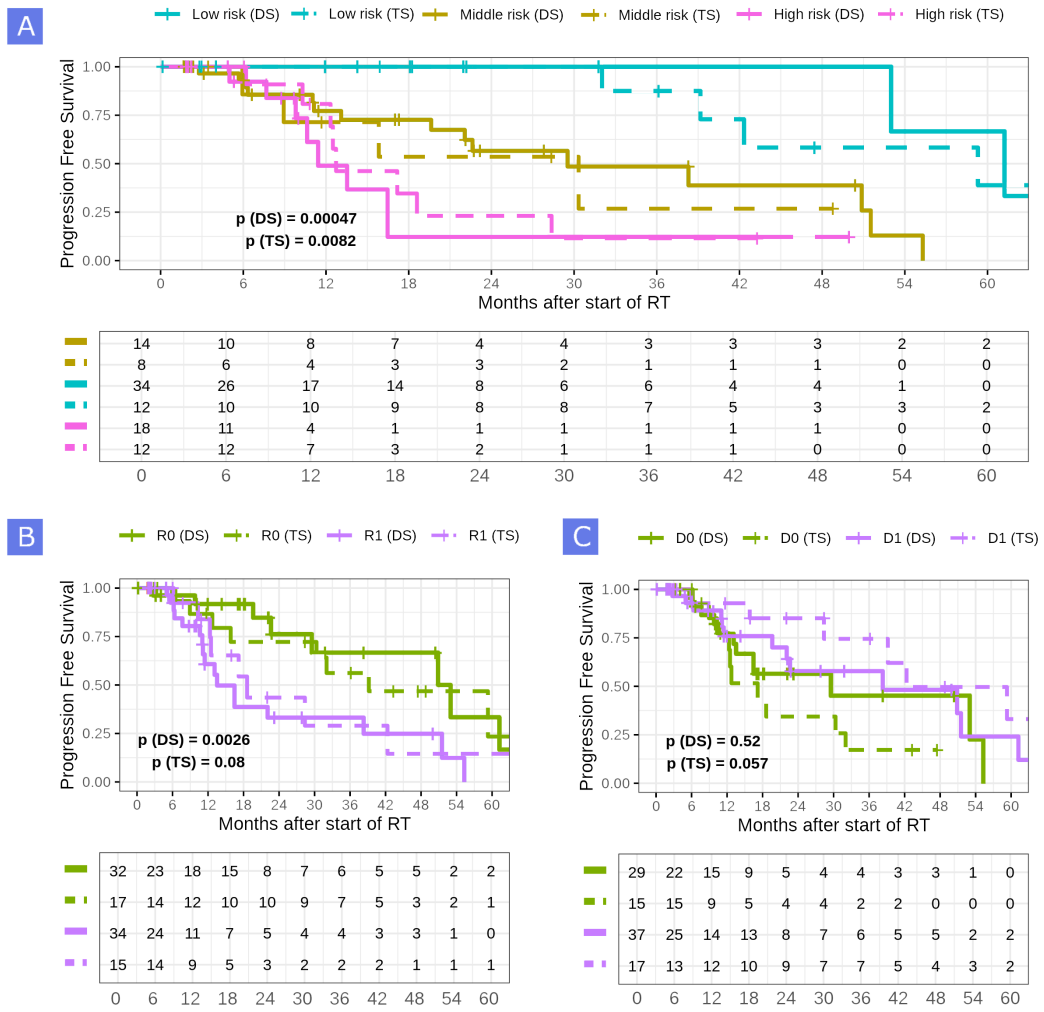 A
Low risk (DS) Low risk (TS) Middle risk (DS) Middle risk (TS) High risk (DS) High risk (TS)
Progression Free Survival
1.00
0.75
0.50
0.25
0.00
p (DS) = 0.00047
p (TS) = 0.0082
0 6 12 18 24 30 36 42 48 54 60
Months after start of RT
14 10 8 7 4 4 3 3 3 2 2
8 6 4 3 3 2 1 1 1 0 0
34 26 17 14 8 6 6 4 4 1 0
12 10 10 9 8 8 7 5 3 3 2
18 11 4 1 1 1 1 1 1 0 0
12 12 7 3 2 1 1 1 0 0 0
0 6 12 18 24 30 36 42 48 54 60
B
R0 (DS) R0 (TS) R1 (DS) R1 (TS)
Progression Free Survival
1.00
0.75
0.50
0.25
0.00
p (DS) = 0.0026
p (TS) = 0.08
0 6 12 18 24 30 36 42 48 54 60
Months after start of RT
32 23 18 15 8 7 6 5 5 2 2
17 14 12 10 10 9 7 5 3 2 1
34 24 11 7 5 4 4 3 3 1 0
15 14 9 5 3 2 2 2 1 1 1
0 6 12 18 24 30 36 42 48 54 60
C
D0 (DS) D0 (TS) D1 (DS) D1 (TS)
Progression Free Survival
1.00
0.75
0.50
0.25
0.00
p (DS) = 0.52
p (TS) = 0.057
0 6 12 18 24 30 36 42 48 54 60
Months after start of RT
29 22 15 9 5 4 4 3 3 1 0
15 15 9 5 4 4 2 2 0 0 0
37 25 14 13 8 7 6 5 5 2 2
17 13 12 10 9 7 7 5 4 3 2
0 6 12 18 24 30 36 42 48 54 60